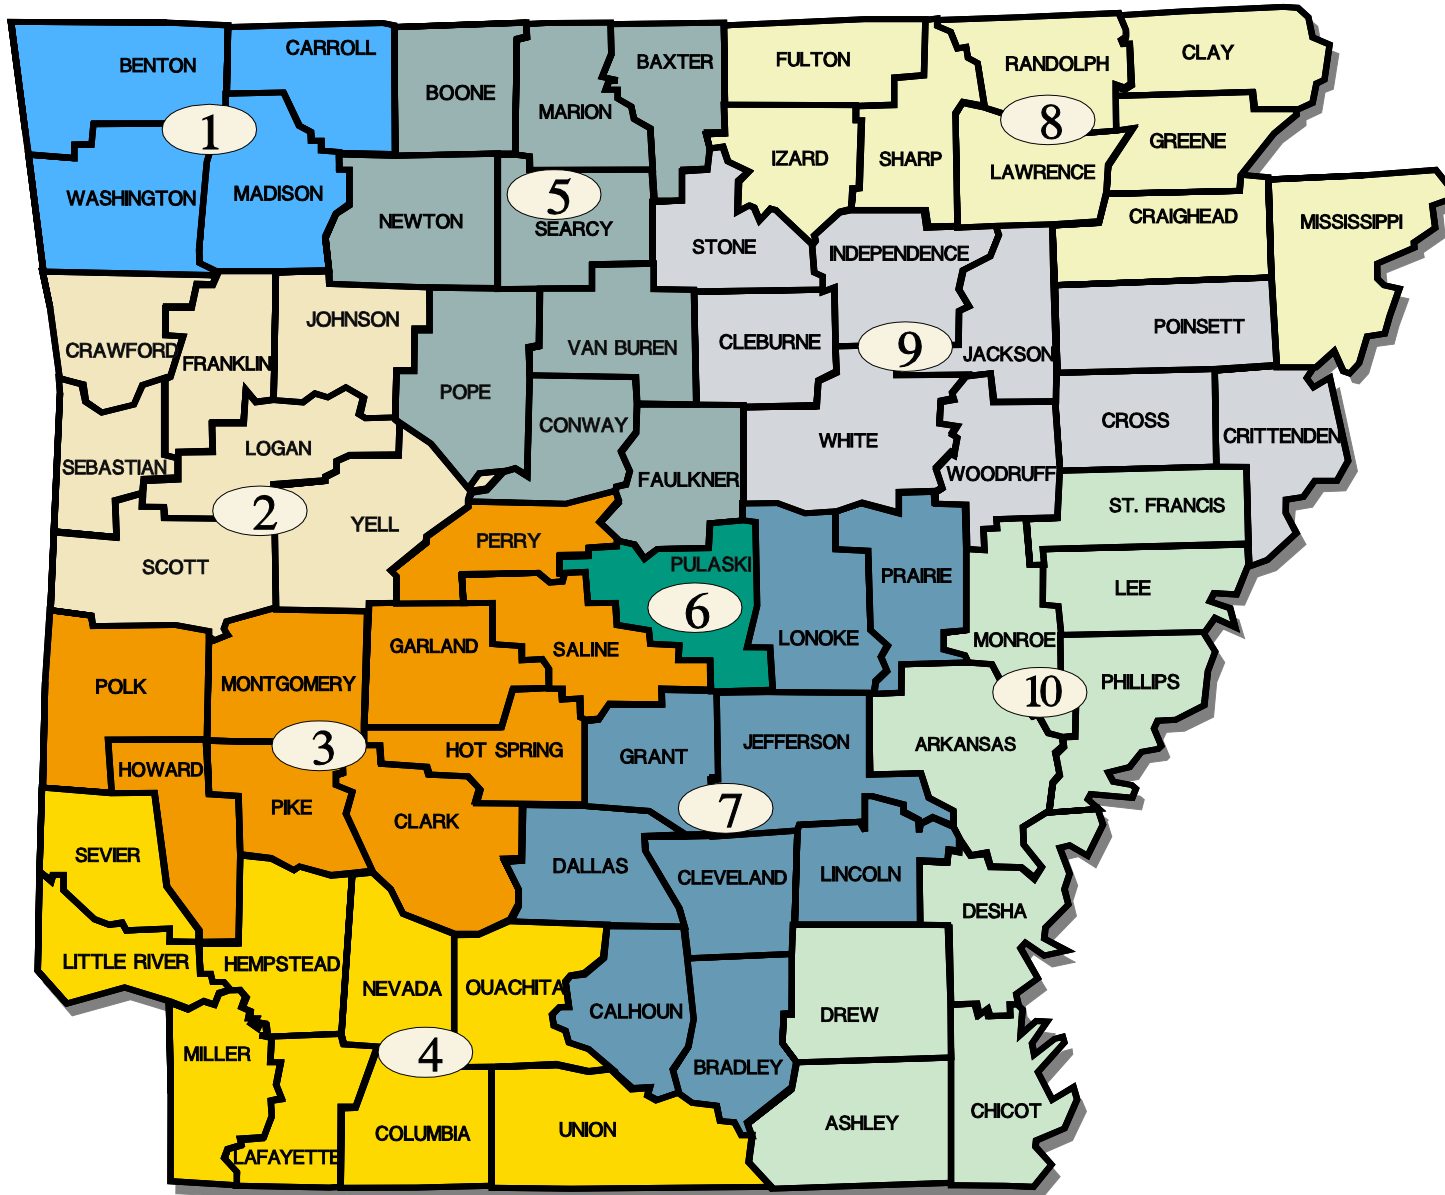 BENTON
CARROLL
BOONE
MARION
BAXTER
FULTON
RANDOLPH
CLAY
1
WASHINGTON
MADISON
NEWTON
5
SEARCY
STONE
IZARD
SHARP
8
LAWRENCE
GREENE
CRAIGHEAD
MISSISSIPPI
INDEPENDENCE
CRAWFORD
FRANKLIN
JOHNSON
POPE
VAN BUREN
CLEBURNE
9
JACKSON
POINSETT
SEBASTIAN
LOGAN
CONWAY
FAULKNER
WHITE
WOODRUFF
CROSS
CRITTENDEN
2
YELL
SCOTT
PERRY
PULASKI
6
LONOKE
PRAIRIE
ST. FRANCIS
LEE
MONROE
PHILLIPS
10
POLK
MONTGOMERY
GARLAND
SALINE
3
HOT SPRING
GRANT
JEFFERSON
ARKANSAS
HOWARD
PIKE
CLARK
7
SEVIER
DALLAS
CLEVELAND
LINCOLN
DESHA
LITTLE RIVER
HEMPSTEAD
NEVADA
OUACHITA
CALHOUN
DREW
MILLER
4
BRADLEY
LAFAYETTE
COLUMBIA
UNION
ASHLEY
CHICOT